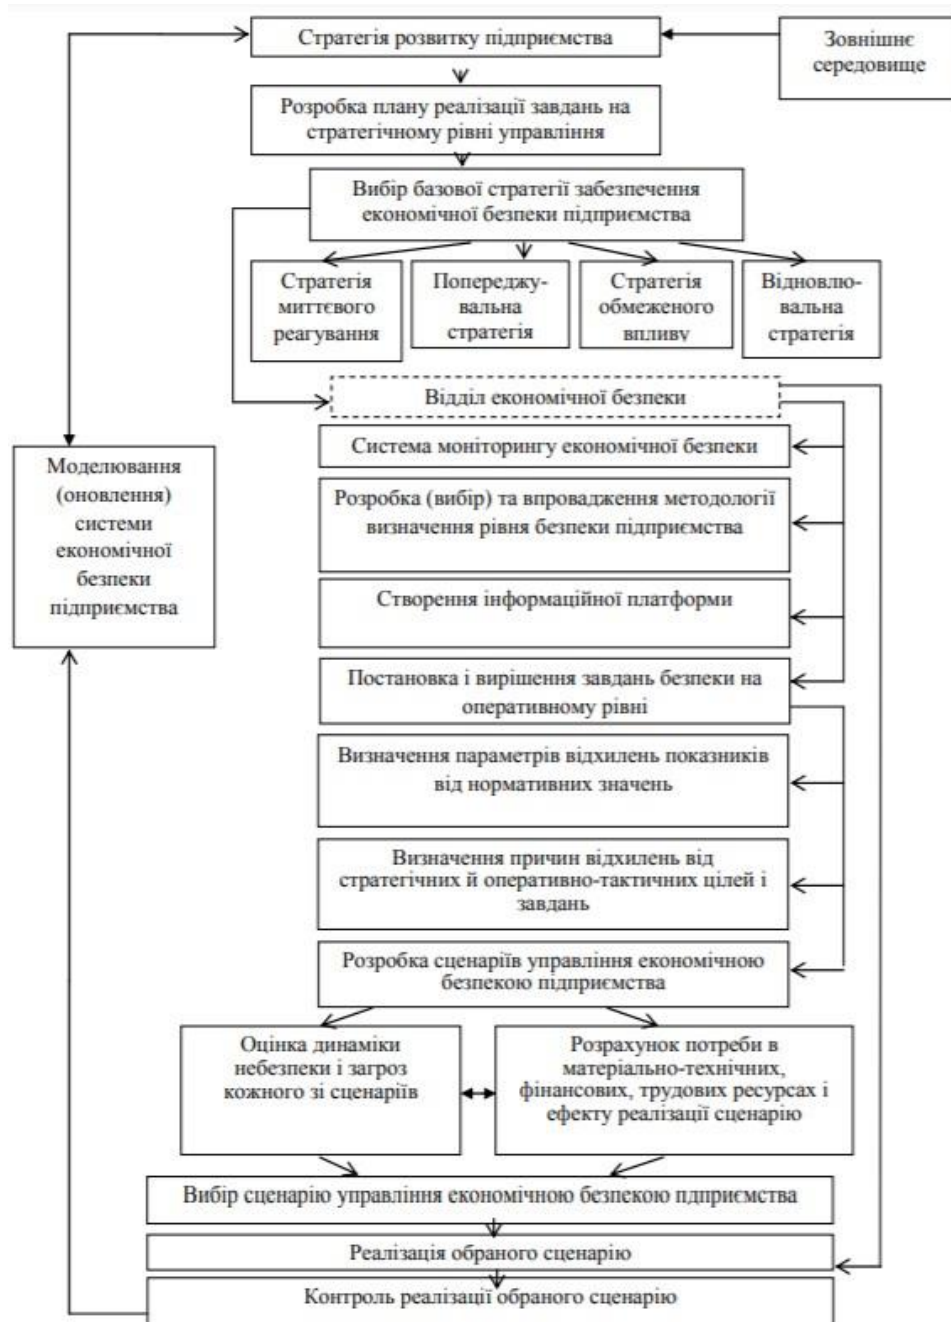 Стратегія розвитку підприємства
Зовнішнє
середовище
Розробка плану реалізації завдань на
стратегічному рівні управління
Вибір базової стратегії забезпечення
економічної безпеки підприємства
Стратегія
миттєвого
реагування
Попереджу-
вальна
стратегія
Стратегія
обмеженого
впливу
Відновлю-
вальна
стратегія
Відділ економічної безпеки
Система моніторингу економічної безпеки
Моделювання
(оновлення)
системи
економічної
безпеки
підприємства
Розробка (вибір) та впровадження методології
визначення рівня безпеки підприємства
Створення інформаційної платформи
Постановка і вирішення завдань безпеки на
оперативному рівні
Визначення параметрів відхилень показників
від нормативних значень
Визначення причин відхилень від
стратегічних й оперативно-тактичних цілей і
завдань
Розробка сценаріїв управління економічною
безпекою підприємства
Оцінка динаміки
небезпеки і загроз
кожного зі сценаріїв
Розрахунок потреби в
матеріально-технічних,
фінансових, трудових ресурсах і
ефекту реалізації сценарію
Вибір сценарію управління економічною безпекою пдприємства
Реалізація обраного сценарію
Контроль реалізації обраного сценарію